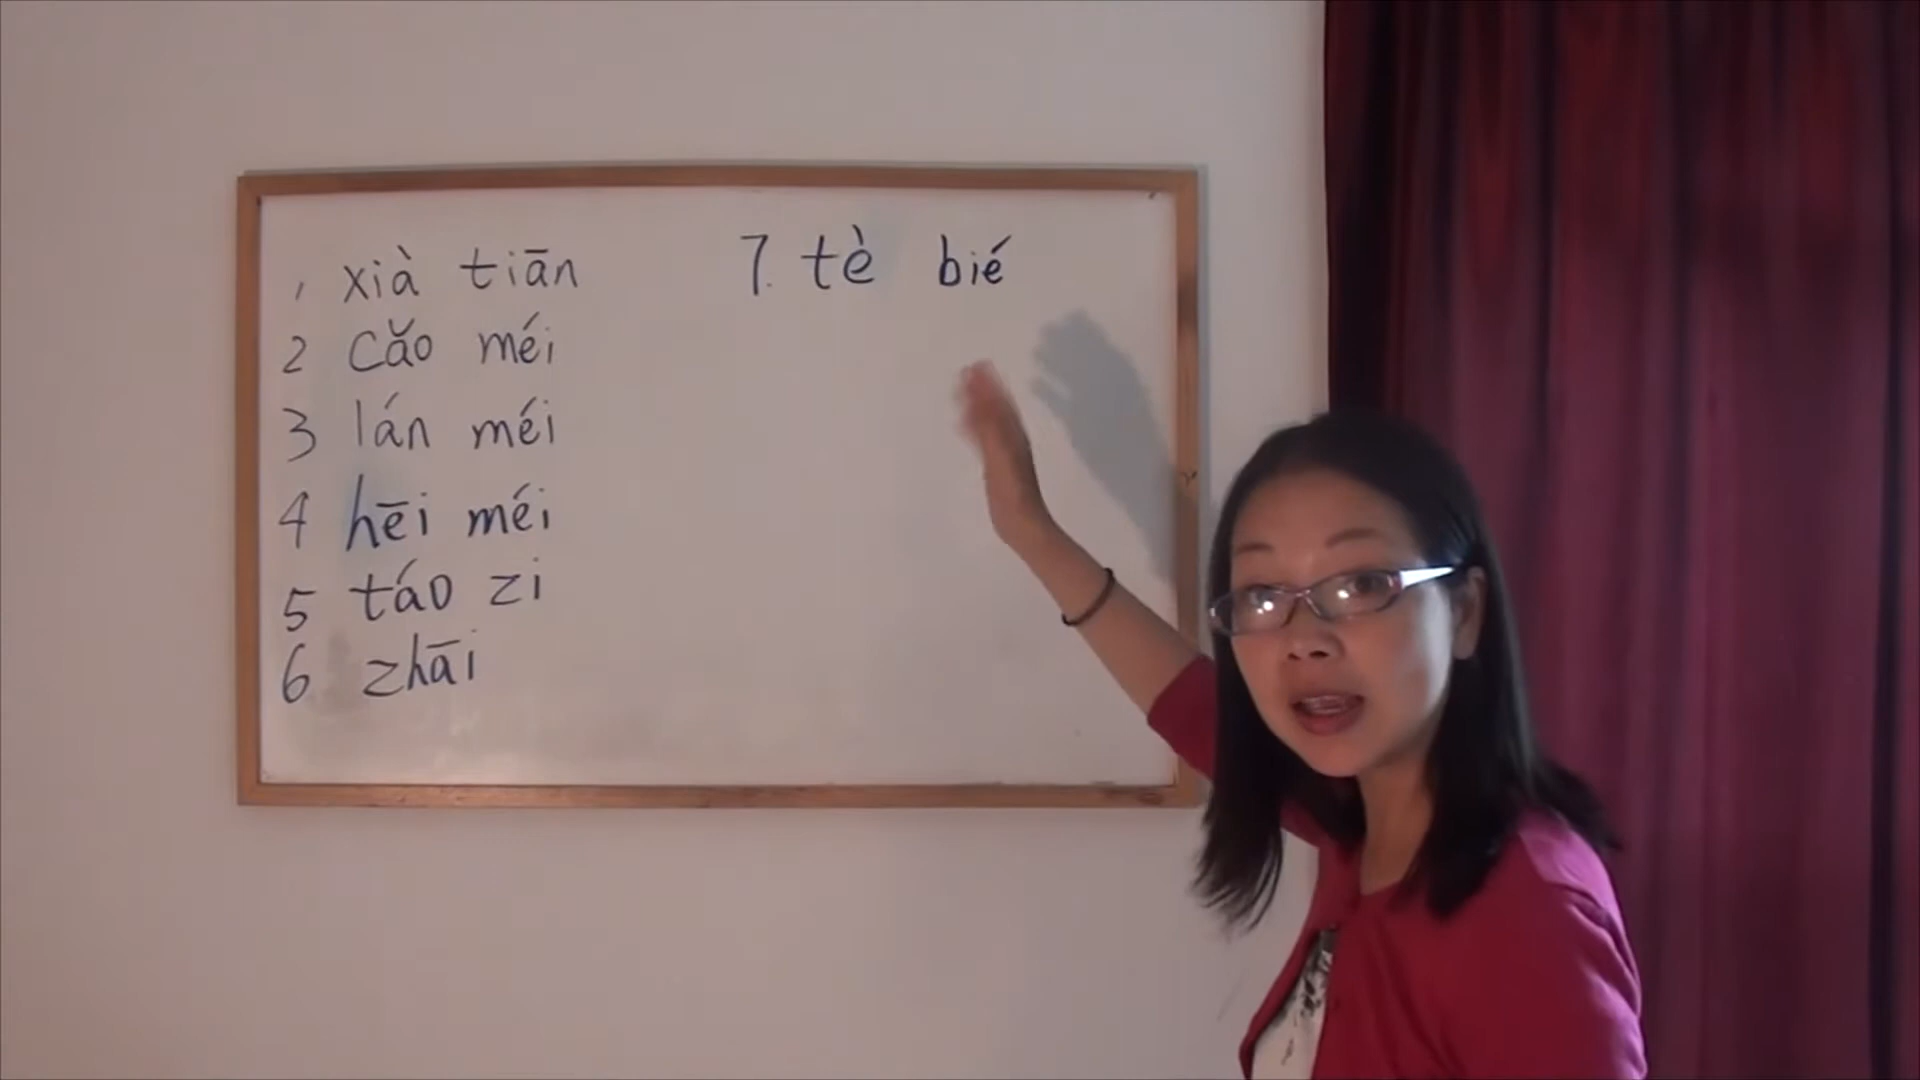 1 xià tiān
2 cǎo méi
3 lán méi
4 hēi méi
5 táo zi
6 zhāi
7. tè bié